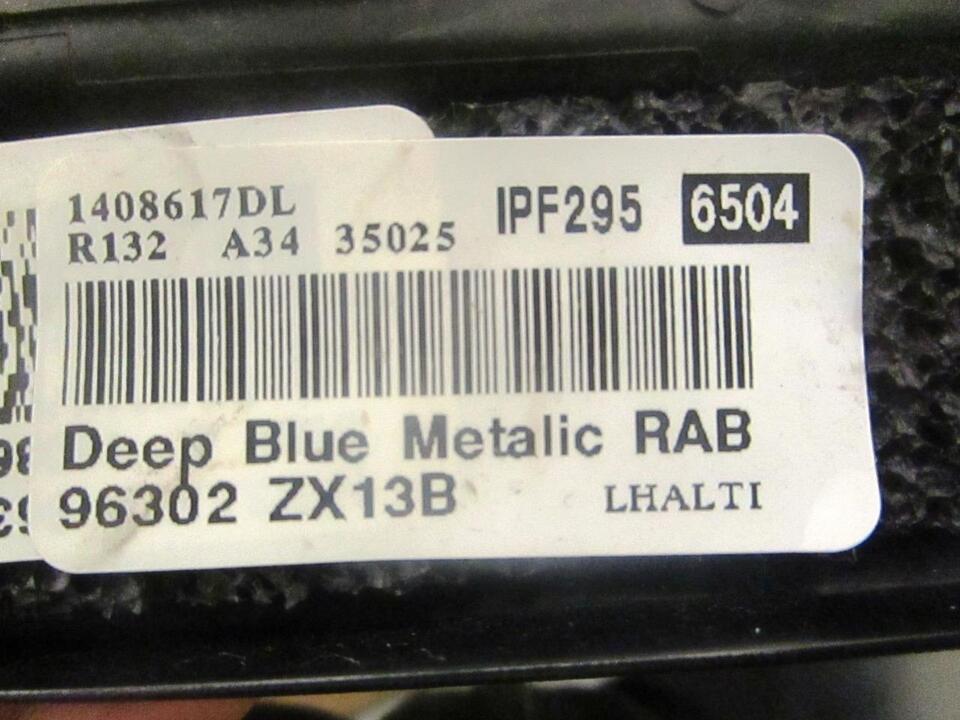 1408617DL
R132 A34 35025 IPF295 6504
Deep Blue Metalic RAB
96302 ZX13B LHALTI